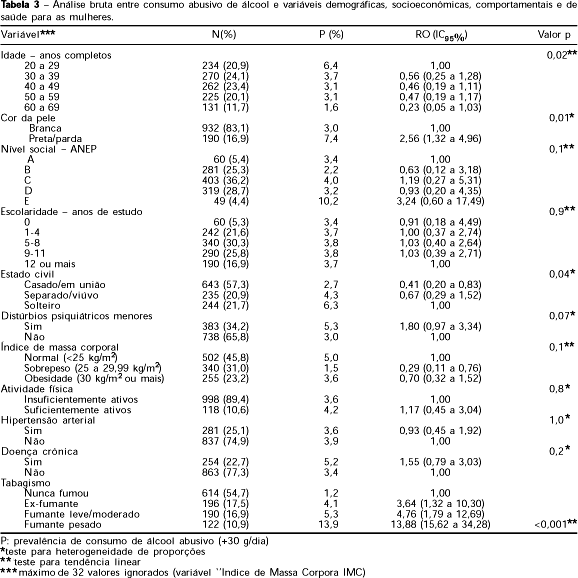 Tabela 3 – Análise bruta entre consumo abusivo de álcool e variáveis demográficas, socioeconómicas, comportamentais e de
saúde para as mulheres.
Variável*** N(%) P (%) RO (IC95%) Valor p
Idade – anos completos 0,02**
20 a 29 234 (20,9) 6,4 1,00
30 a 39 270 (24,1) 3,7 0,56 (0,25 a 1,28)
40 a 49 262 (23,4) 3,1 0,46 (0,19 a 1,11)
50 a 59 225 (20,1) 3,1 0,47 (0,19 a 1,17)
60 a 69 131 (11,7) 1,6 0,23 (0,05 a 1,03)
Cor da pele 0,01*
Branca 932 (83,1) 3,0 1,00
Preta/parda 190 (16,9) 7,4 2,56 (1,32 a 4,96)
Nível social – ANEP 0,1**
A 60 (5,4) 3,4 1,00
B 281 (25,3) 2,2 0,63 (0,12 a 3,18)
C 403 (36,2) 4,0 1,19 (0,27 a 5,31)
D 319 (28,7) 3,2 0,93 (0,20 a 4,35)
E 49 (4,4) 10,2 3,24 (0,60 a 17,49)
Escolaridade – anos de estudo 0,9**
0 60 (5,3) 3,4 0,91 (0,18 a 4,49)
1-4 242 (21,6) 3,7 1,00 (0,37 a 2,74)
5-8 340 (30,3) 3,8 1,03 (0,40 a 2,64)
9-11 290 (25,8) 3,8 1,03 (0,39 a 2,71)
12 ou mais 190 (16,9) 3,7 1,00
Estado civil 0,04*
Casado/em união 643 (57,3) 2,7 0,41 (0,20 a 0,83)
Separado/viúvo 235 (20,9) 4,3 0,67 (0,29 a 1,52)
Solteiro 244 (21,7) 6,3 1,00
Distúrbios psiquiátricos menores 0,07*
Sim 383 (34,2) 5,3 1,80 (0,97 a 3,34)
Não 738 (65,8) 3,0 1,00
Índice de massa corporal 0,1**
Normal (<25 kg/m²) 502 (45,8) 5,0 1,00
Sobrepeso (25 a 29,99 kg/m²) 340 (31,0) 1,5 0,29 (0,11 a 0,76)
Obesidade (30 kg/m² ou mais) 255 (23,2) 3,6 0,70 (0,32 a 1,52)
Atividade física 0,8*
Insuficientemente ativos 998 (89,4) 3,6 1,00
Suficientemente ativos 118 (10,6) 4,2 1,17 (0,45 a 3,04)
Hipertensão arterial 1,0*
Sim 281 (25,1) 3,6 0,93 (0,45 a 1,92)
Não 837 (74,9) 3,9 1,00
Doença crônica 0,2*
Sim 254 (22,7) 5,2 1,55 (0,79 a 3,03)
Não 863 (77,3) 3,4 1,00
Tabagismo
Nunca fumou 614 (54,7) 1,2 1,00
Ex-fumante 196 (17,5) 4,1 3,64 (1,32 a 10,30)
Fumante leve/moderado 190 (16,9) 5,3 4,76 (1,79 a 12,69)
Fumante pesado 122 (10,9) 13,9 13,88 (15,62 a 34,28) <0,001**
P: prevalência de consumo de álcool abusivo (+30 g/dia)
*teste para heterogeneidade de proporções
** teste para tendência linear
***máximo de 32 valores ignorados (variável ``Indice de Massa Corpora IMC)